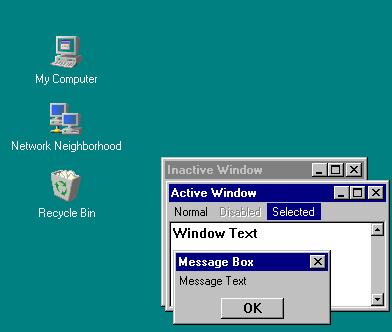 My Computer
Network Neighborhood
Recycle Bin
Inactive Window
Active Window
Normal Disabled Selected
Window Text
Message Box
Message Text
OK